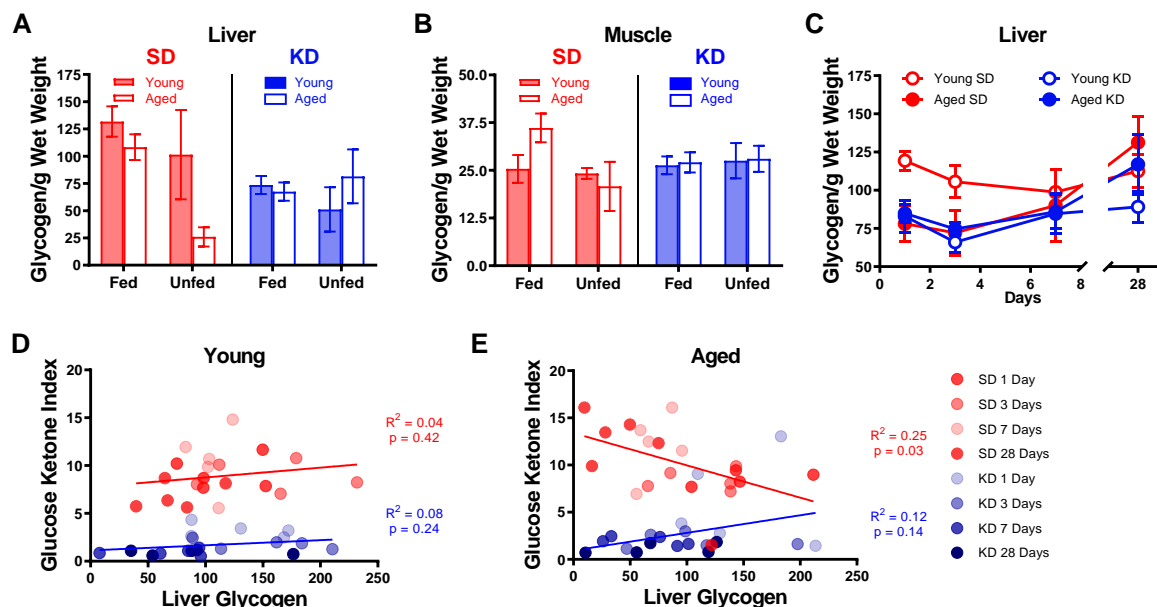 A
Liver
SD
KD
Young
Aged
Young
Aged
Glycogen/g Wet Weight
175
150
125
100
75
50
25
0
Fed
Unfed
Fed
Unfed
B
Muscle
SD
KD
Young
Aged
Young
Aged
Glycogen/g Wet Weight
50.0
37.5
25.0
12.5
0.0
Fed
Unfed
Fed
Unfed
C
Liver
Young SD
Aged SD
Young KD
Aged KD
Glycogen/g Wet Weight
175
150
125
100
75
50
0
2
4
6
8
28
Days
D
Young
Glucose Ketone Index
20
15
10
5
0
R² = 0.04
p = 0.42
R² = 0.08
p = 0.24
0
50
100
150
200
250
Liver Glycogen
E
Aged
Glucose Ketone Index
20
15
10
5
0
R² = 0.25
p = 0.03
R² = 0.12
p = 0.14
0
50
100
150
200
250
Liver Glycogen
SD 1 Day
SD 3 Days
SD 7 Days
SD 28 Days
KD 1 Day
KD 3 Days
KD 7 Days
KD 28 Days